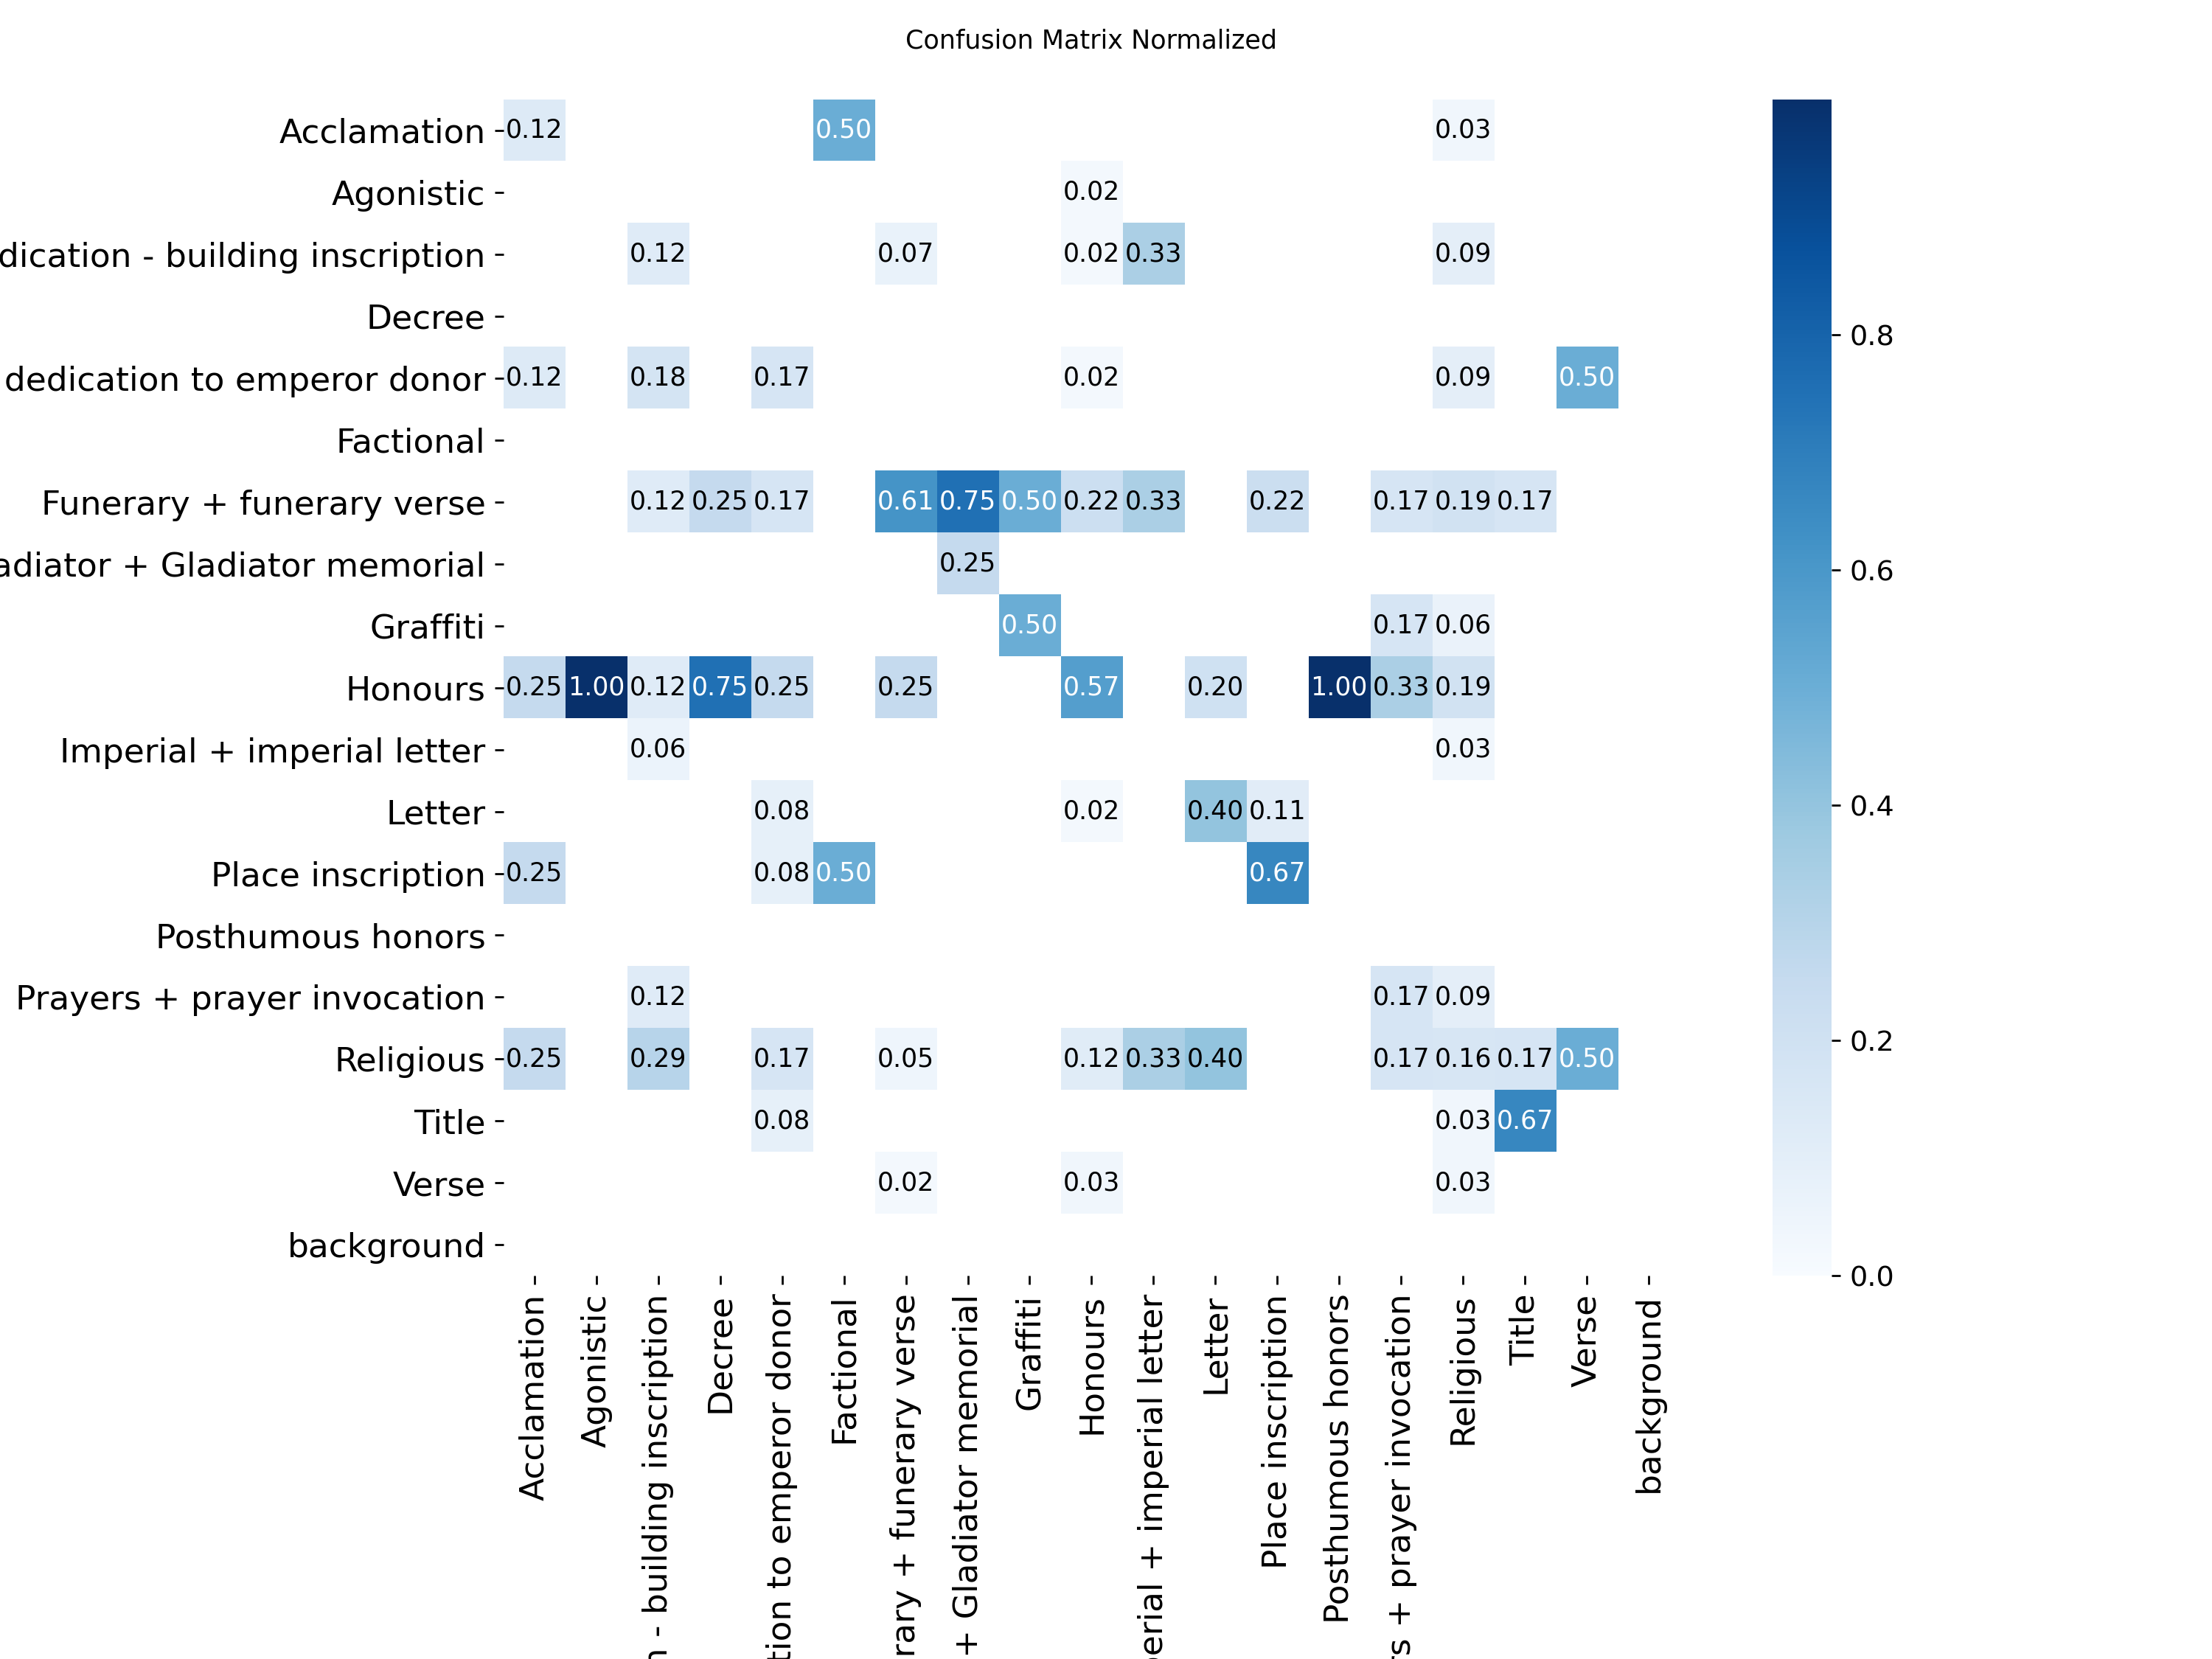 Confusion Matrix Normalized
Acclamation 0.12 0.50 0.03
Agonistic 0.02
dication - building inscription 0.12 0.07 0.02 0.33 0.09
Decree
dedication to emperor donor 0.12 0.18 0.17 0.02 0.09 0.50
Factional
Funerary + funerary verse 0.12 0.25 0.17 0.61 0.75 0.50 0.22 0.33 0.22 0.17 0.19 0.17
adiator + Gladiator memorial 0.25
Graffiti 0.50 0.17 0.06
Honours 0.25 1.00 0.12 0.75 0.25 0.25 0.57 0.20 1.00 0.33 0.19
Imperial + imperial letter 0.06 0.03
Letter 0.08 0.02 0.40 0.11
Place inscription 0.25 0.08 0.50 0.67
Posthumous honors
Prayers + prayer invocation 0.12 0.17 0.09
Religious 0.25 0.29 0.17 0.05 0.12 0.33 0.40 0.17 0.16 0.17 0.50
Title 0.08 0.03 0.67
Verse 0.02 0.03 0.03
background
Acclamation
Agonistic
n - building inscription
Decree
tion to emperor donor
Factional
rary + funerary verse
+ Gladiator memorial
Graffiti
Honours
perial + imperial letter
Letter
Place inscription
Posthumous honors
rs + prayer invocation
Religious
Title
Verse
background
0.8
0.6
0.4
0.2
0.0